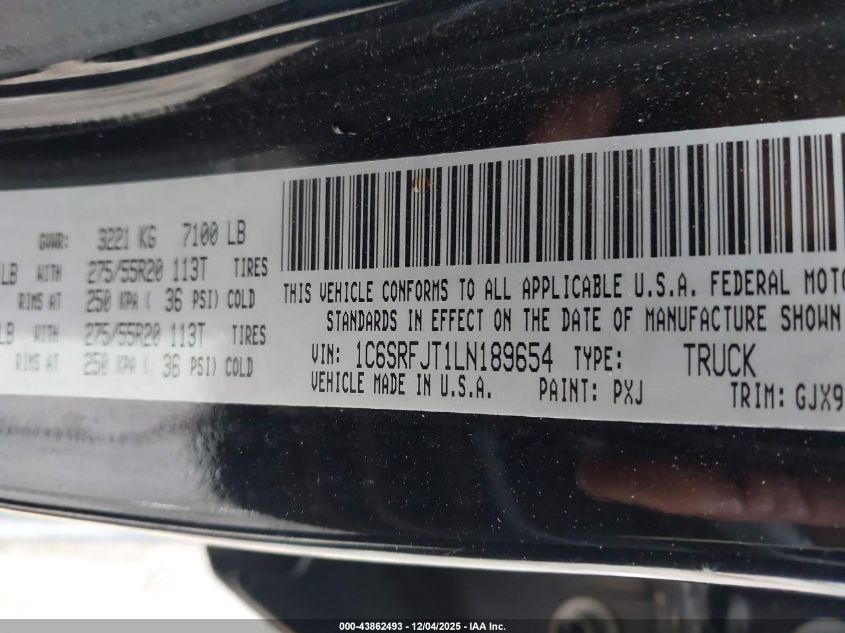 GVWR: 3221 KG 7100 LB
LB WITH 275/55R20 113T TIRES
RIMS AT 250 KPA ( 36 PSI) COLD
LB WITH 275/55R20 113T TIRES
RIMS AT 250 KPA ( 36 PSI) COLD
THIS VEHICLE CONFORMS TO ALL APPLICABLE U.S.A. FEDERAL MOTO
STANDARDS IN EFFECT ON THE DATE OF MANUFACTURE SHOWN
VIN: 1C6SRFJT1LN189654 TYPE: TRUCK
VEHICLE MADE IN U.S.A. PAINT: PXJ TRIM: GJX9
000-43862493 - 12/04/2025 - IAA Inc.